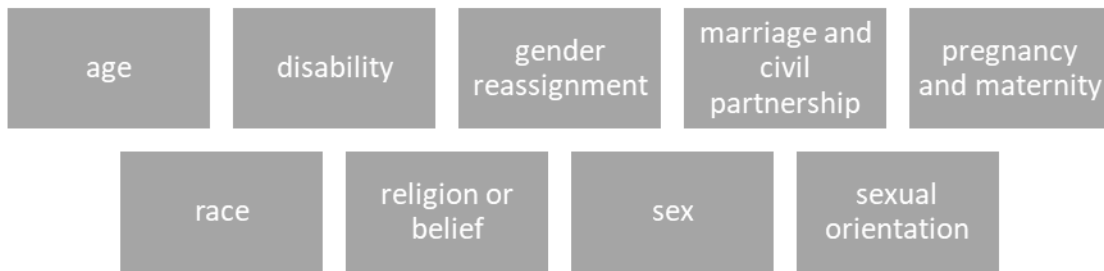 age
disability
gender
reassignment
marriage and
civil
partnership
pregnancy
and maternity
race
religion or
belief
sex
sexual
orientation